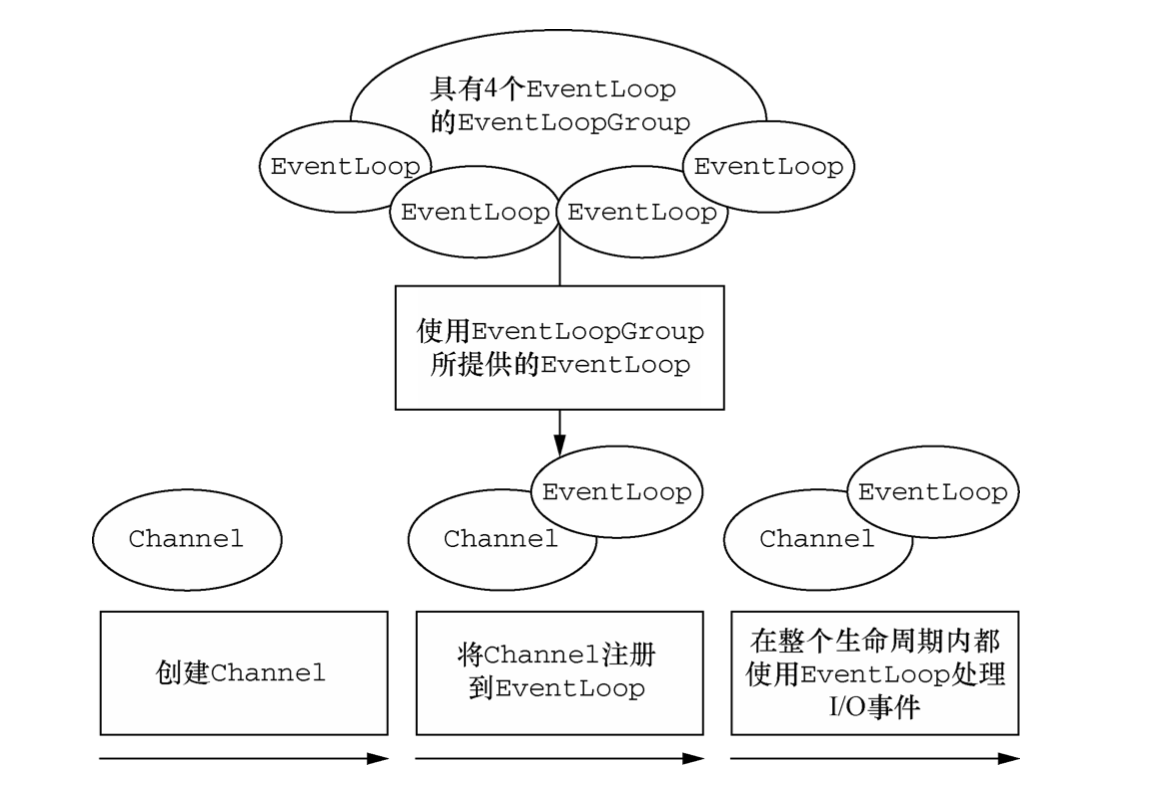 具有4个EventLoop
的EventLoopGroup
EventLoop
EventLoop
EventLoop
EventLoop
使用EventLoopGroup
所提供的EventLoop
Channel
Channel
EventLoop
Channel
EventLoop
创建Channel
将Channel注册
到EventLoop
在整个生命周期内都
使用EventLoop处理
I/O事件